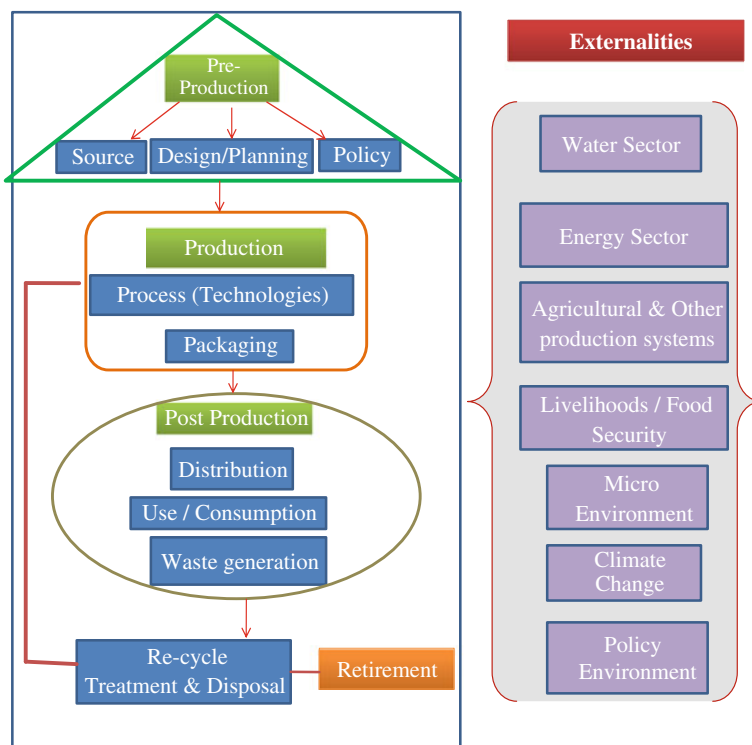 Pre-
Production
Source
Design/Planning
Policy
Production
Process (Technologies)
Packaging
Post Production
Distribution
Use / Consumption
Waste generation
Re-cycle
Treatment & Disposal
Retirement
Externalities
Water Sector
Energy Sector
Agricultural & Other
production systems
Livelihoods / Food
Security
Micro
Environment
Climate
Change
Policy
Environment